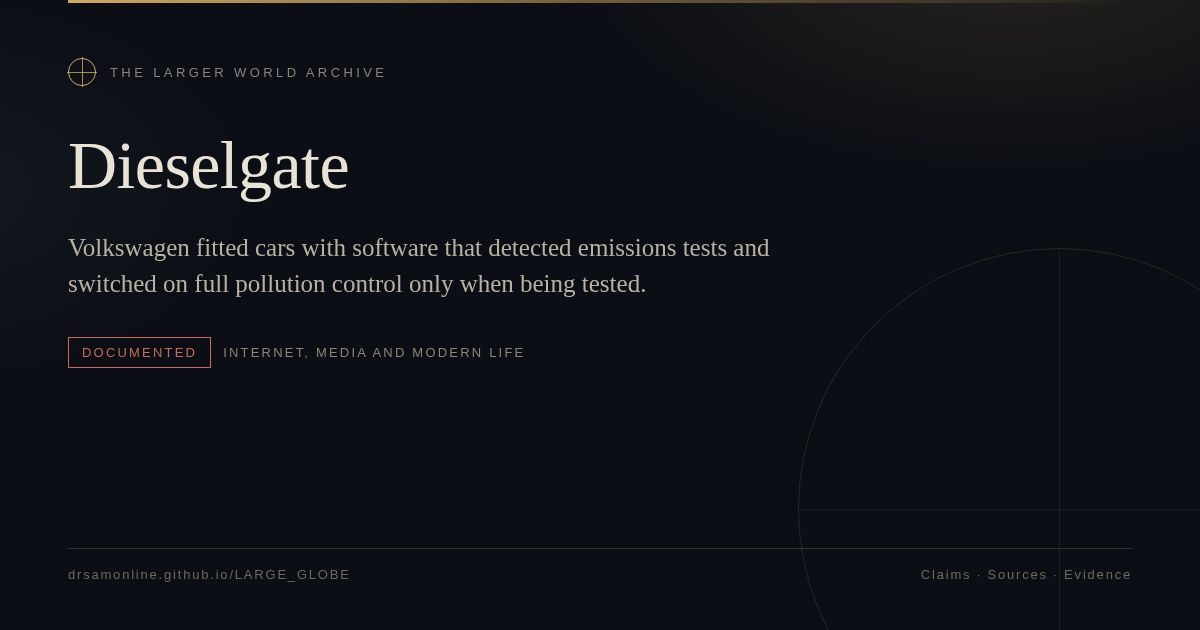 THE LARGER WORLD ARCHIVE
Dieselgate
Volkswagen fitted cars with software that detected emissions tests and
switched on full pollution control only when being tested.
DOCUMENTED INTERNET, MEDIA AND MODERN LIFE
drsamonline.github.io/LARGE_GLOBE Claims · Sources · Evidence